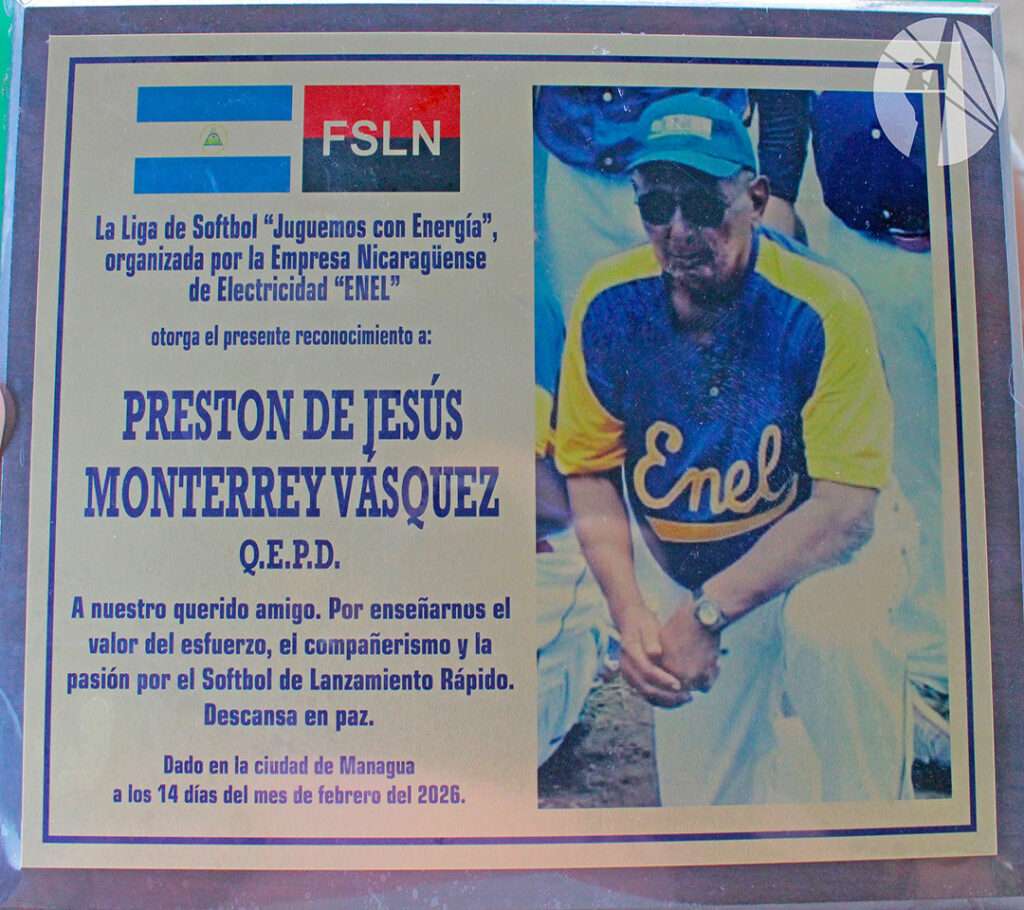 FSLN
La Liga de Softbol “Juguemos con Energía”,
organizada por la Empresa Nicaragüense
de Electricidad “ENEL”
otorga el presente reconocimiento a:
PRESTON DE JESÚS
MONTERREY VÁSQUEZ
Q.E.P.D.
A nuestro querido amigo. Por enseñarnos el
valor del esfuerzo, el compañerismo y la
pasión por el Softbol de Lanzamiento Rápido.
Descansa en paz.
Dado en la ciudad de Managua
a los 14 días del mes de febrero del 2026.
Enel